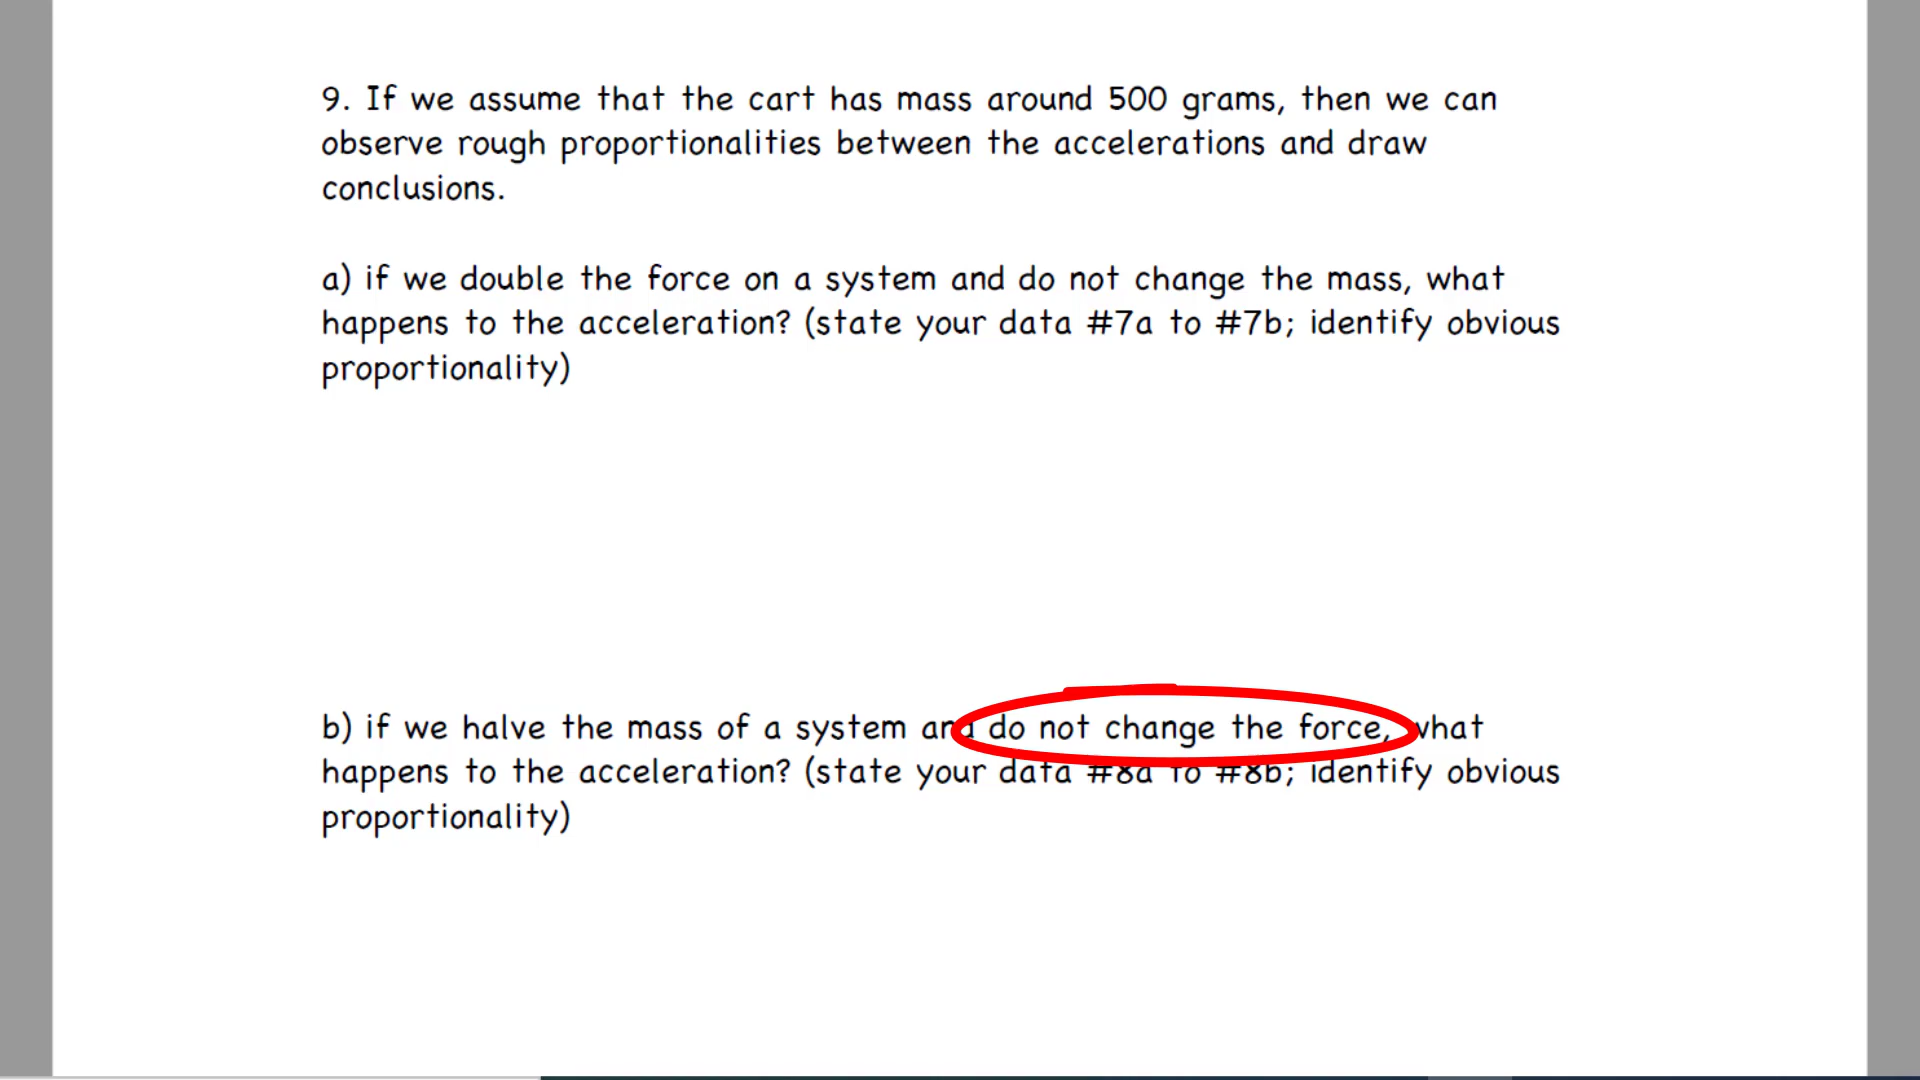 9. If we assume that the cart has mass around 500 grams, then we can
observe rough proportionalities between the accelerations and draw
conclusions.
a) if we double the force on a system and do not change the mass, what
happens to the acceleration? (state your data #7a to #7b; identify obvious
proportionality)
b) if we halve the mass of a system and do not change the force, what
happens to the acceleration? (state your data #8a to #8b; identify obvious
proportionality)